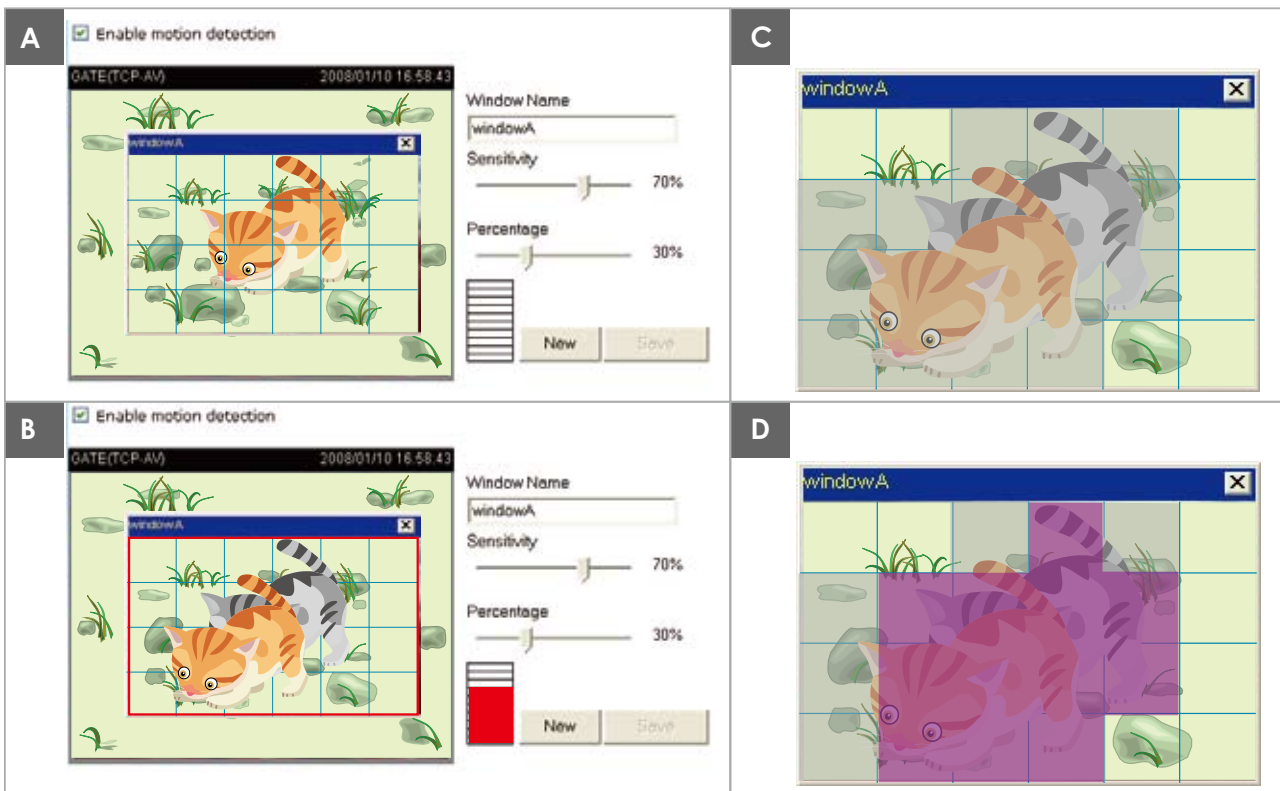 A
Enable motion detection
GATE(TCP-AV) 2008/01/10 16:58:43
windowA
Window Name
windowA
Sensitivity
70%
Percentage
30%
New
Save
C
windowA
B
Enable motion detection
GATE(TCP-AV) 2008/01/10 16:58:43
windowA
Window Name
windowA
Sensitivity
70%
Percentage
30%
New
Save
D
windowA